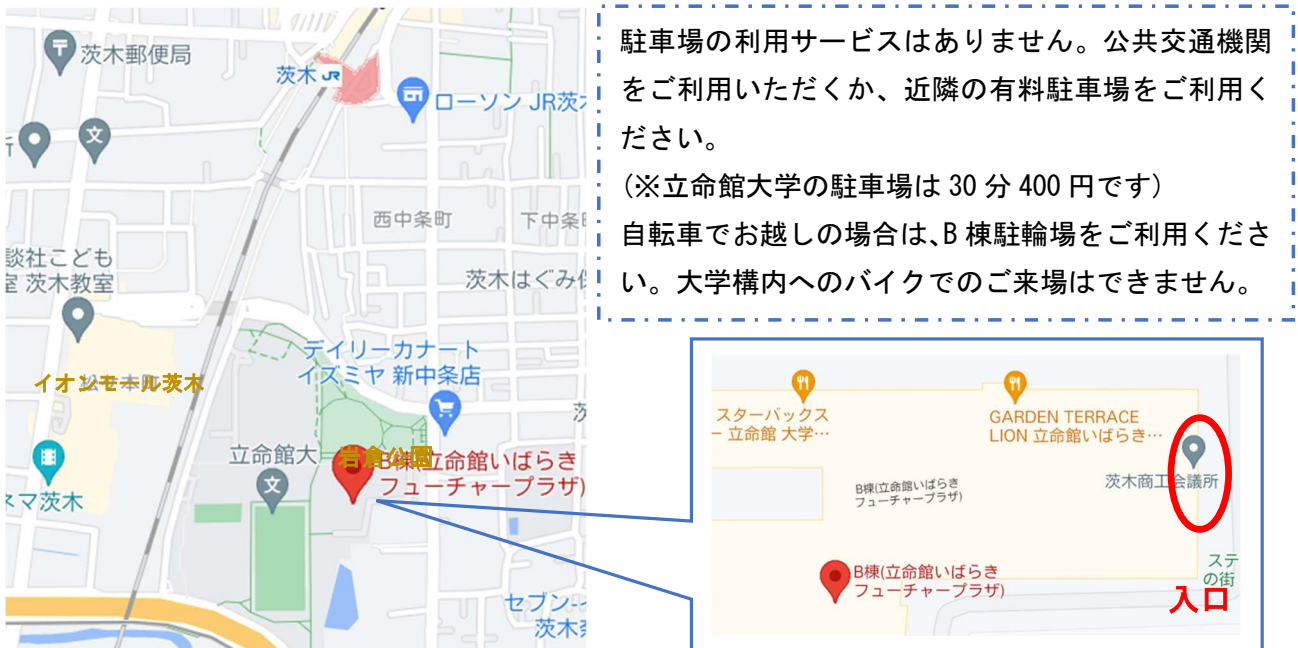 茨木郵便局
茨木 JR
ローソン JR茨
文
西中条町
下中条
談社こども
室 茨木教室
茨木はぐみ
デイリーカナート
イズミヤ 新中条店
イオンモール茨木
松ヶ本町
茨
立命館大
岩倉公園
B棟(立命館いばらき
フューチャープラザ)
文
ネマ茨木
セブン-
茨木
駐車場の利用サービスはありません。公共交通機関
をご利用いただくか、近隣の有料駐車場をご利用く
ださい。
(※立命館大学の駐車場は 30 分 400 円です)
自転車でお越しの場合は、B 棟駐輪場をご利用くださ
い。大学構内へのバイクでのご来場はできません。
スターバックス
ー 立命館 大学…
GARDEN TERRACE
LION 立命館いばらき…
茨木商工会議所
B棟(立命館いばらき
フューチャープラザ)
B棟(立命館いばらき
フューチャープラザ)
ステ
の街
入口